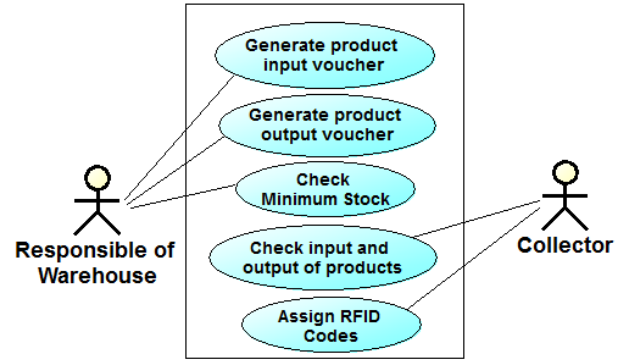 Generate product
input voucher
Generate product
output voucher
Check
Minimum Stock
Responsible of
Warehouse
Check input and
output of products
Collector
Assign RFID
Codes